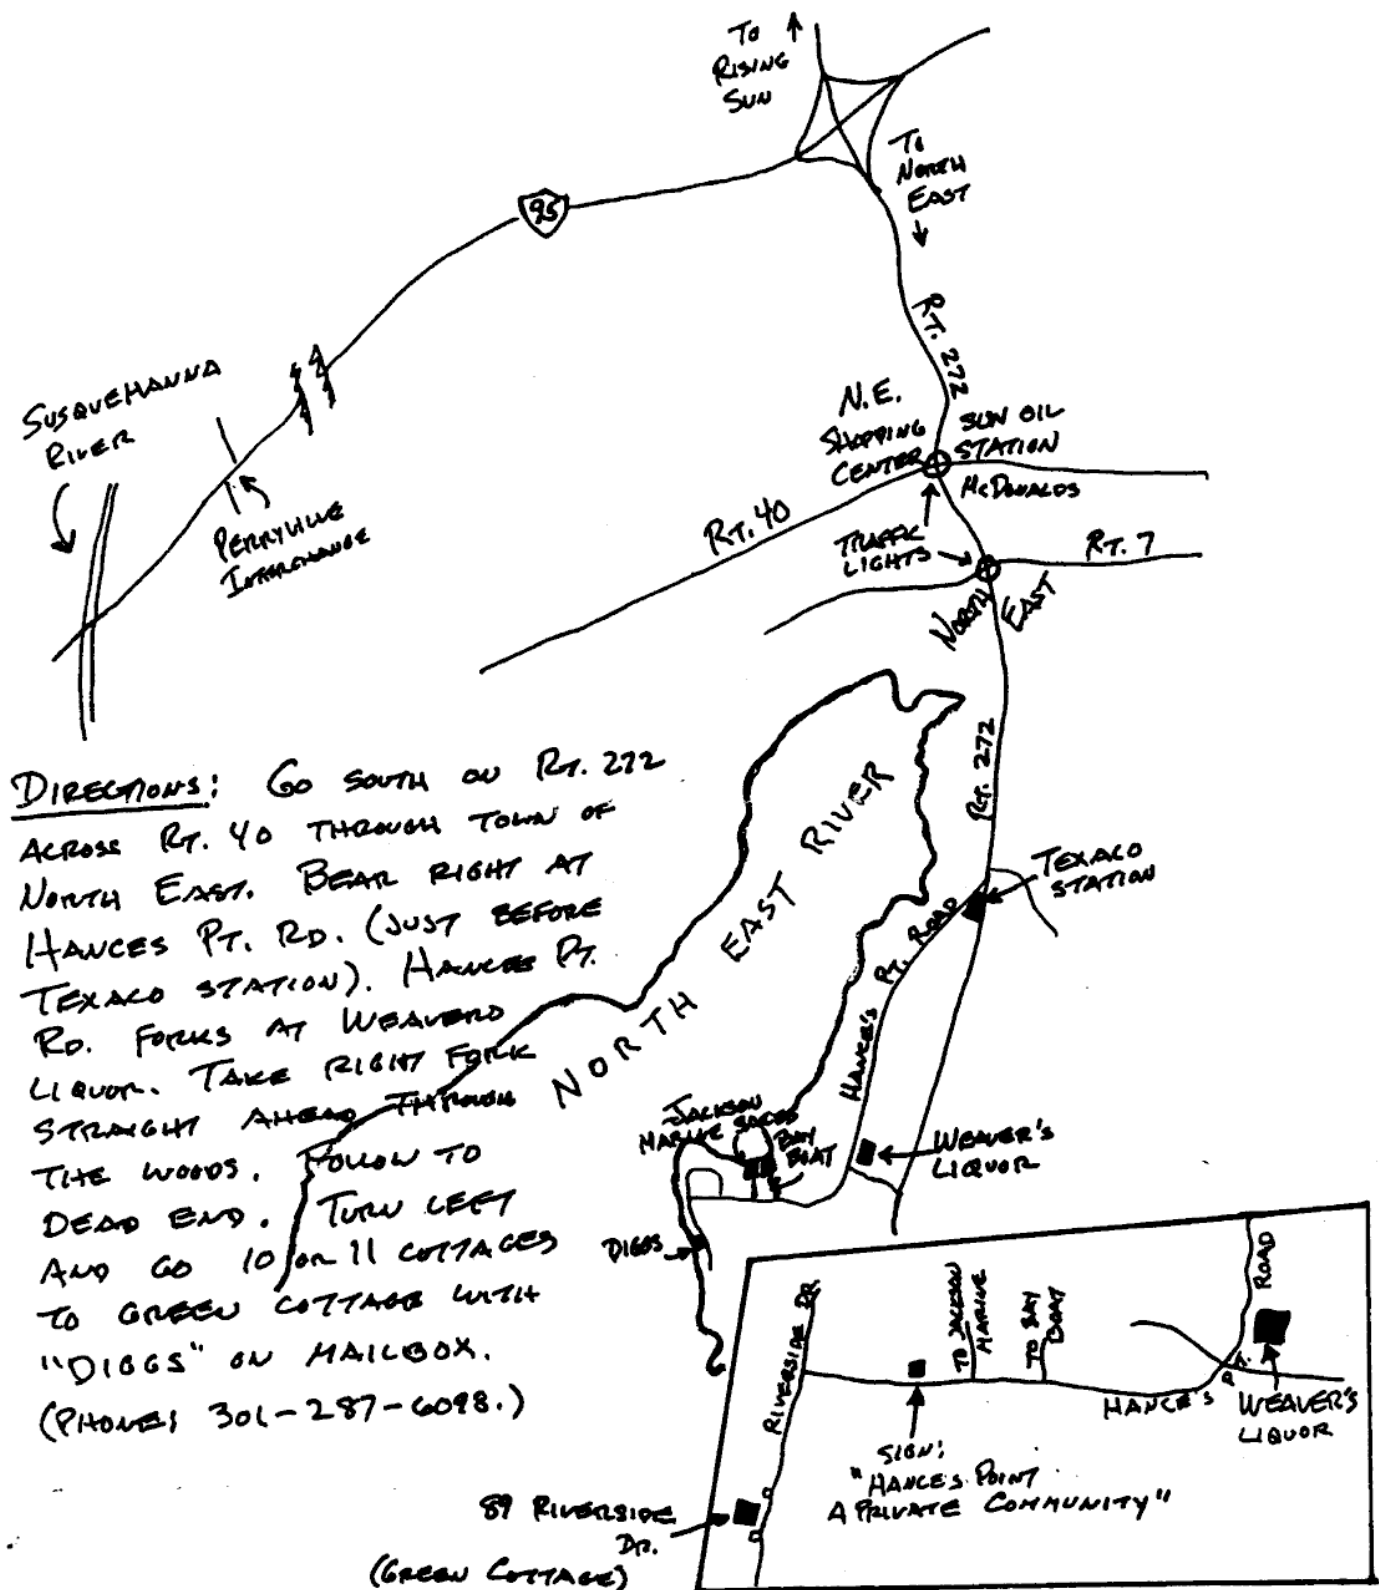 TO
RISING
SUN
TO
NORTH
EAST
95
RT. 272
SUSQUEHANNA
RIVER
PERRYVILLE
INTERCHANGE
N.E.
SHOPPING
CENTER
SUN OIL
STATION
McDONALDS
RT. 40
TRAFFIC
LIGHTS
RT. 7
NORTH EAST
RT. 272
NORTH EAST RIVER
TEXACO
STATION
HANCE'S PT. ROAD
DIRECTIONS: GO SOUTH ON RT. 272
ACROSS RT. 40 THROUGH TOWN OF
NORTH EAST. BEAR RIGHT AT
HANCES PT. RD. (JUST BEFORE
TEXACO STATION). HANCES PT.
RD. FORKS AT WEAVERS
LIQUOR. TAKE RIGHT FORK
STRAIGHT AHEAD THROUGH
THE WOODS. FOLLOW TO
DEAD END. TURN LEFT
AND GO 10 OR 11 COTTAGES
TO GREEN COTTAGE WITH
"DIGGS" ON MAILBOX.
(PHONE: 301-287-6098.)
JACKSON
MARINE SALES
BAY
BOAT
WEAVER'S
LIQUOR
DIGGS
RIVERSIDE DR.
TO JACKSON
MARINE
TO BAY
BOAT
HANCE'S PT. ROAD
WEAVER'S
LIQUOR
SIGN:
"HANCE'S POINT
A PRIVATE COMMUNITY"
89 RIVERSIDE
DR.
(GREEN COTTAGE)